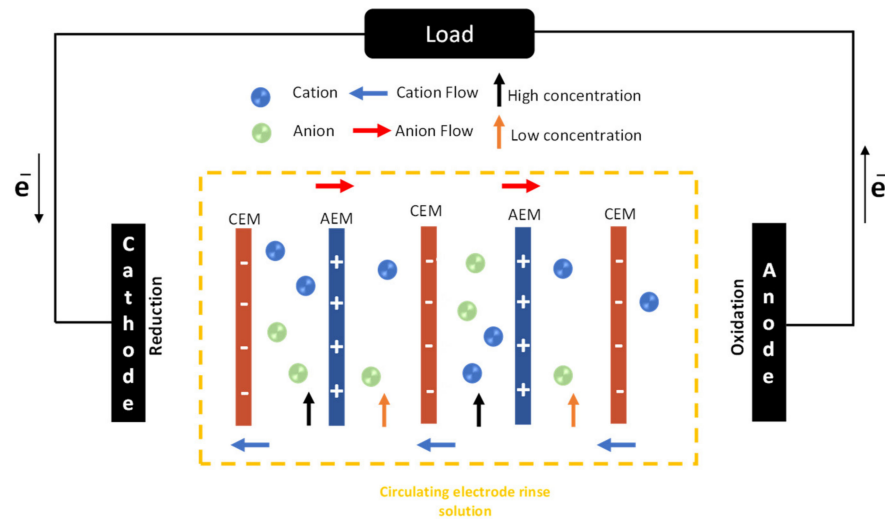 Load
Cation
Cation Flow
High concentration
Anion
Anion Flow
Low concentration
e-
e-
CEM
AEM
CEM
AEM
CEM
Cathode
Reduction
Oxidation
Anode
- + - + -
- + - + -
- + - + -
- + - + -
Circulating electrode rinse
solution